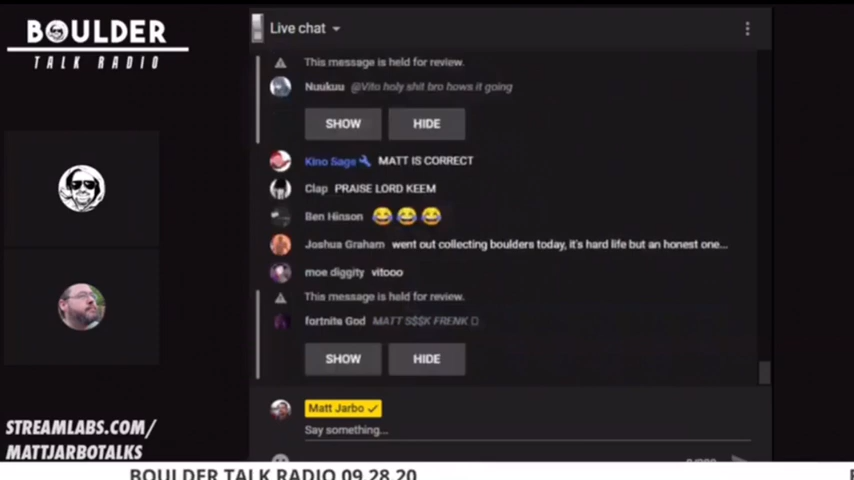 BOULDER
TALK RADIO
Live chat
This message is held for review.
Nuukuu @Vito holy shit bro hows it going
SHOW HIDE
Kino Sage MATT IS CORRECT
Clap PRAISE LORD KEEM
Ben Hinson 😂😂😂
Joshua Graham went out collecting boulders today, it's hard life but an honest one...
moe diggity vitooo
This message is held for review.
fortnite God MATT S$$K FRENK
SHOW HIDE
Matt Jarbo
Say something...
STREAMLABS.COM/
MATTJARBOTALKS
BOULDER TALK RADIO 09.28.20